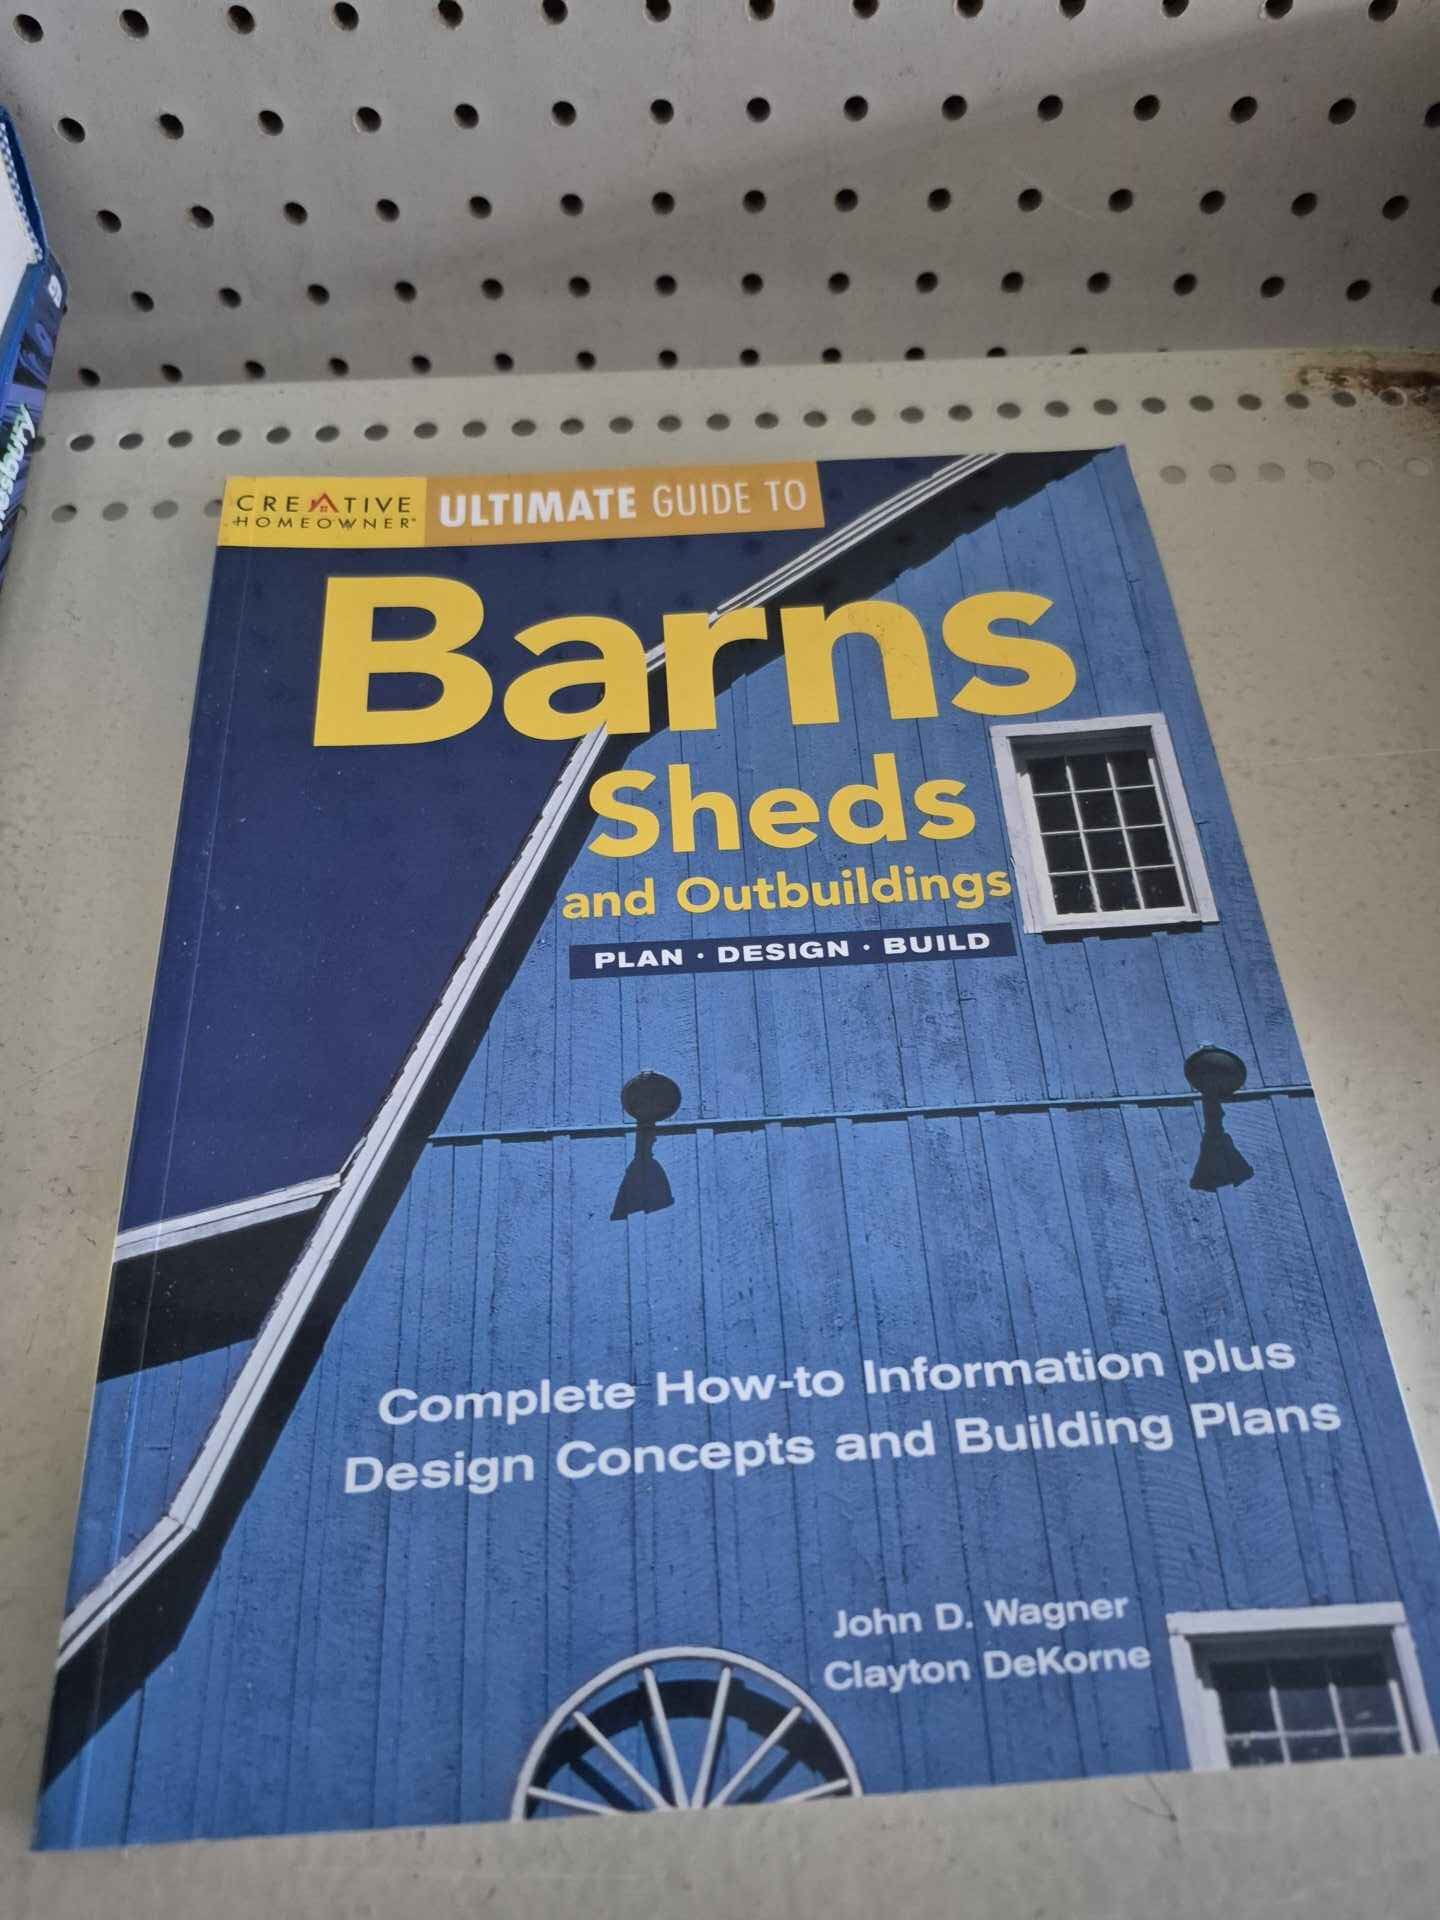 CREATIVE
HOMEOWNER®
ULTIMATE GUIDE TO
Barns
Sheds
and Outbuildings
PLAN · DESIGN · BUILD
Complete How-to Information plus
Design Concepts and Building Plans
John D. Wagner
Clayton DeKorne